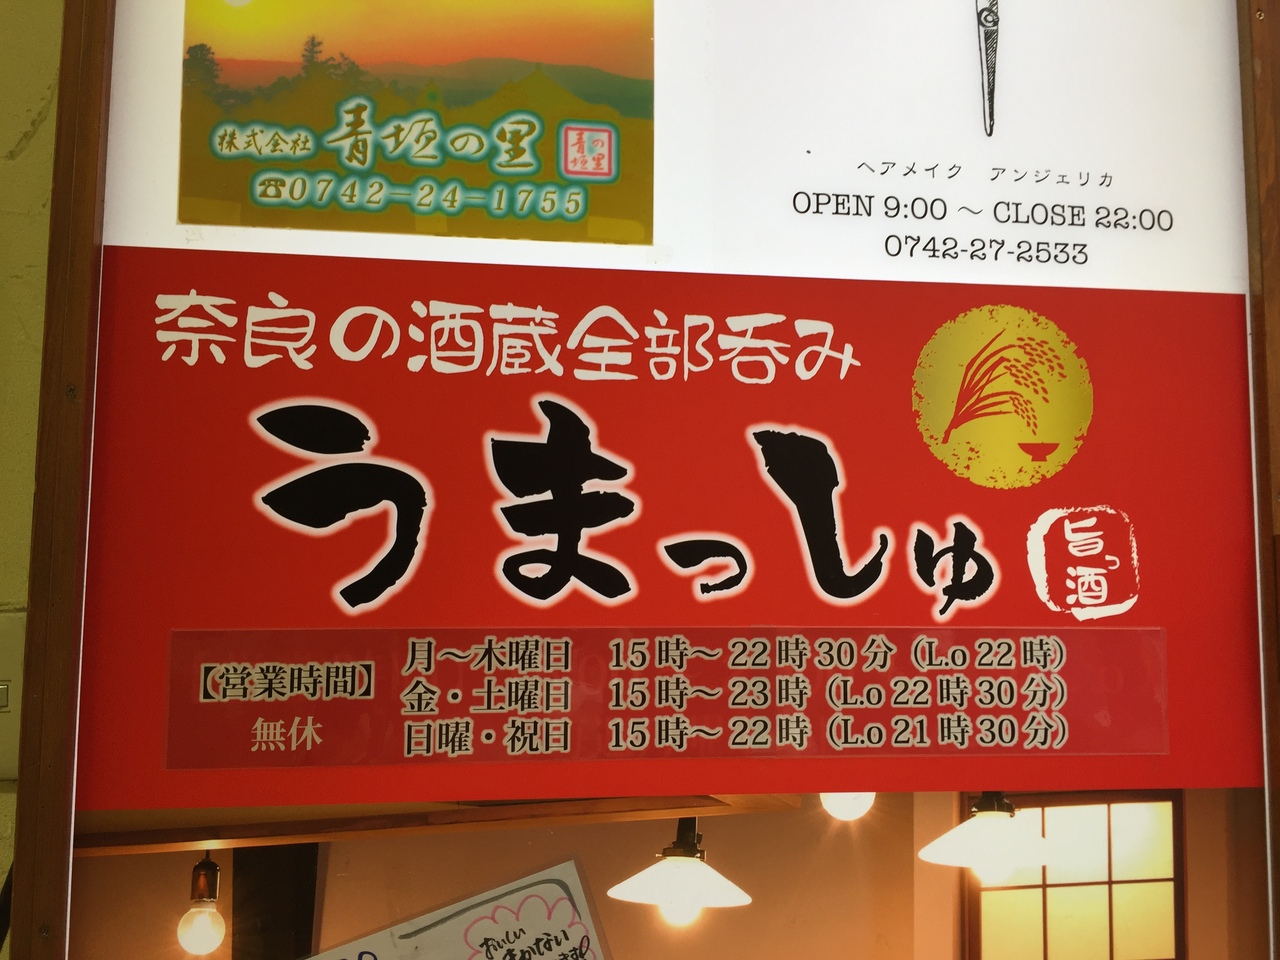 株式会社 青垣の里
青垣の里
☎0742-24-1755
ヘアメイク アンジェリカ
OPEN 9:00 ～ CLOSE 22:00
0742-27-2533
奈良の酒蔵全部呑み
うまっしゅ
旨っ酒
【営業時間】
無休
月～木曜日 15時～22時30分（L.o 22時）
金・土曜日 15時～23時（L.o 22時30分）
日曜・祝日 15時～22時（L.o 21時30分）
おいしい